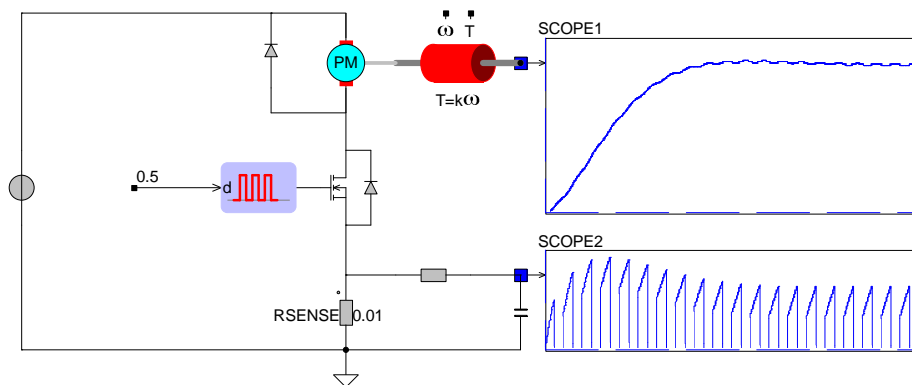 ω T
SCOPE1
PM
T=kω
0.5
d
SCOPE2
RSENSE 0.01